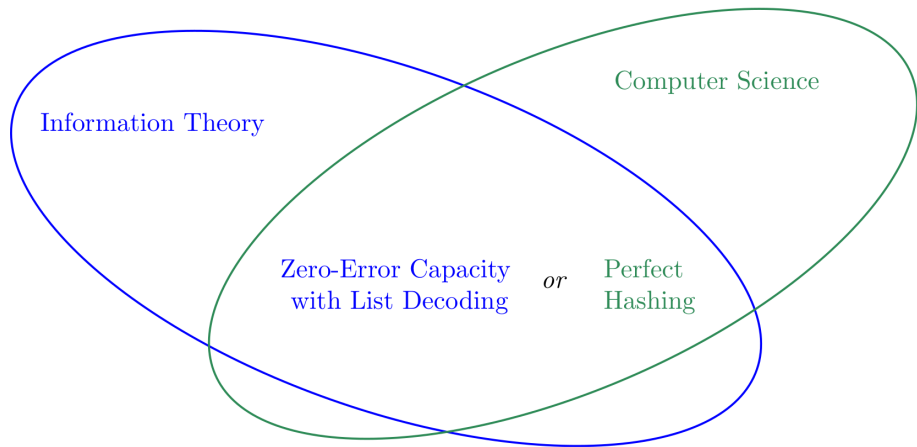 Computer Science
Information Theory
Zero-Error Capacity
with List Decoding
or
Perfect
Hashing